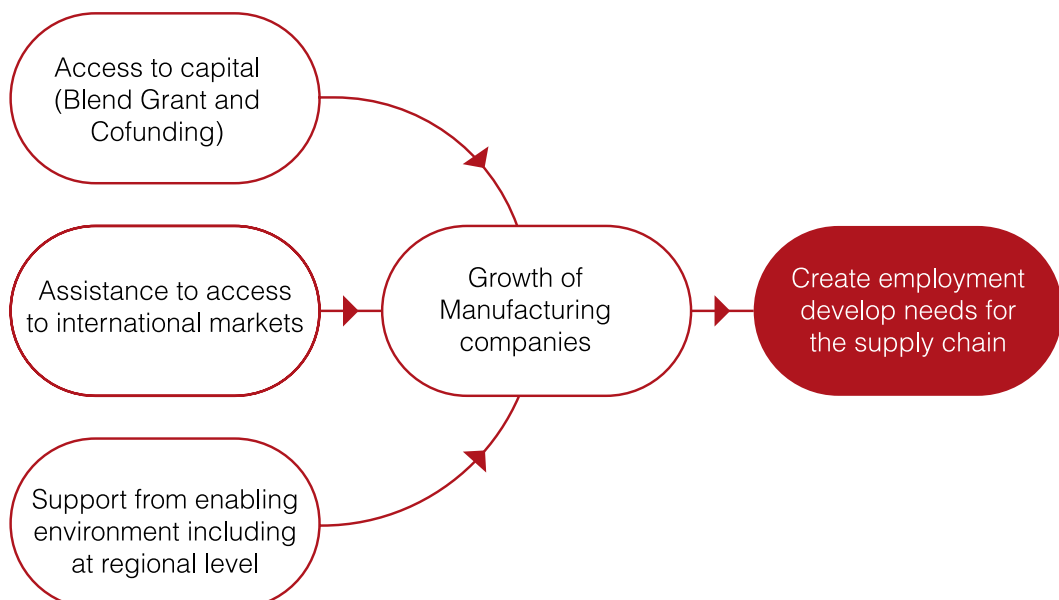 Access to capital
(Blend Grant and
Cofunding)
Assistance to access
to international markets
Support from enabling
environment including
at regional level
Growth of
Manufacturing
companies
Create employment
develop needs for
the supply chain